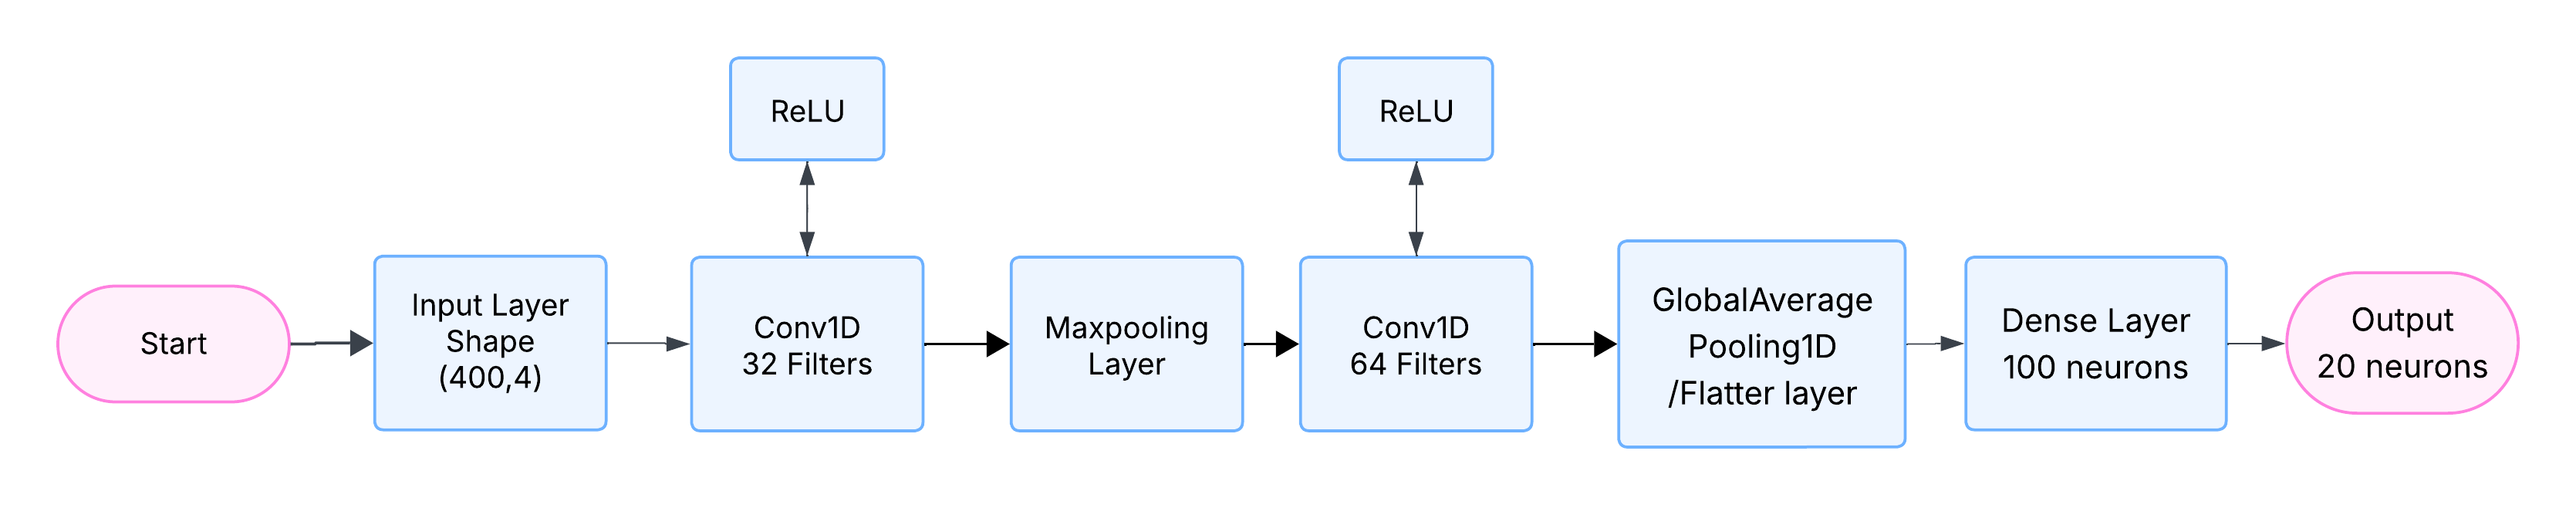 ReLU
ReLU
Start
Input Layer
Shape
(400,4)
Conv1D
32 Filters
Maxpooling
Layer
Conv1D
64 Filters
GlobalAverage
Pooling1D
/Flatter layer
Dense Layer
100 neurons
Output
20 neurons